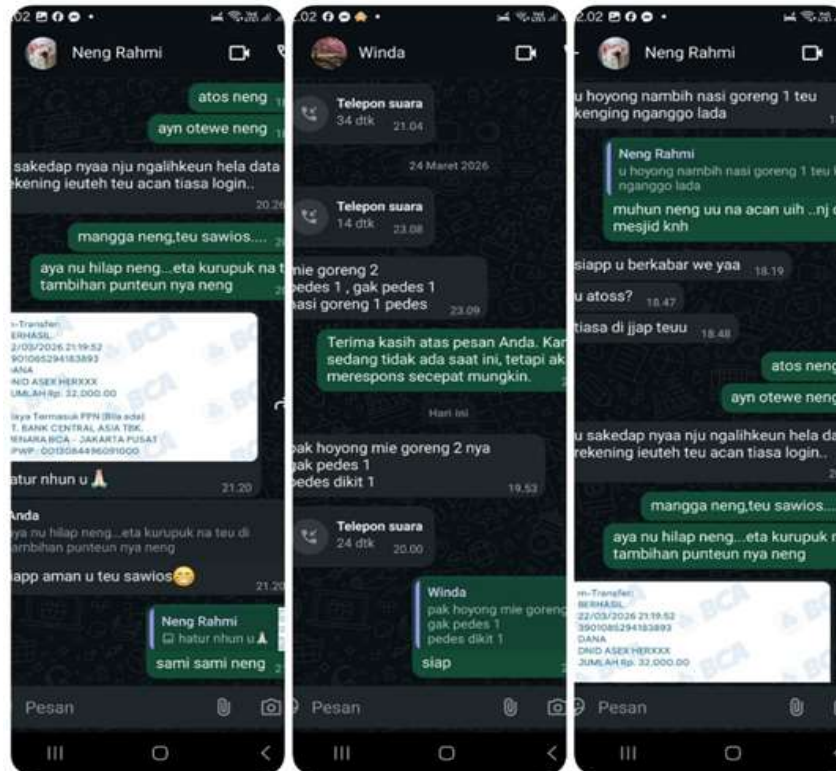 Neng Rahmi
atos neng
ayn otewe neng
sakedap nyaa nju ngalihkeun hela data
ekening ieuteh teu acan tiasa login..
20.26
mangga neng,teu sawios....
aya nu hilap neng...eta kurupuk na t
tambihan punteun nya neng
m-Transfer:
BERHASIL
2/03/2026 21:19:52
3901085294183893
DANA
DNID ASEX HERXXX
JUMLAH Rp. 32,000.00
Biaya Termasuk PPN (Bila ada)
T. BANK CENTRAL ASIA TBK.
MENARA BCA - JAKARTA PUSAT
NPWP : 0013084496091000
BCA
atur nhun u 🙏🏻
21.20
Anda
aya nu hilap neng...eta kurupuk na teu di
tambihan punteun nya neng
iapp aman u teu sawios😁
21.20
Neng Rahmi
hatur nhun u🙏🏻
sami sami neng
Pesan
2.02
Winda
Telepon suara
34 dtk
21.04
24 Maret 2026
Telepon suara
14 dtk
23.08
mie goreng 2
pedes 1 , gak pedes 1
nasi goreng 1 pedes
23.09
Terima kasih atas pesan Anda. Kar
sedang tidak ada saat ini, tetapi ak
merespons secepat mungkin.
Hari ini
pak hoyong mie goreng 2 nya
gak pedes 1
pedes dikit 1
19.53
Telepon suara
24 dtk
20.00
Winda
pak hoyong mie goreng
gak pedes 1
pedes dikit 1
siap
Pesan
2.02
Neng Rahmi
u hoyong nambih nasi goreng 1 teu
kenging nganggo lada
Neng Rahmi
u hoyong nambih nasi goreng 1 teu
nganggo lada
muhun neng uu na acan uih ..nj
mesjid knh
siapp u berkabar we yaa
18.19
u atoss?
18.47
tiasa di jjap teuu
18.48
atos neng
ayn otewe neng
u sakedap nyaa nju ngalihkeun hela da
rekening ieuteh teu acan tiasa login..
mangga neng,teu sawios....
aya nu hilap neng...eta kurupuk n
tambihan punteun nya neng
m-Transfer:
BERHASIL
22/03/2026 21:19:52
3901085294183893
DANA
DNID ASEX HERXXX
JUMLAH Rp. 32,000.00
BCA
Pesan